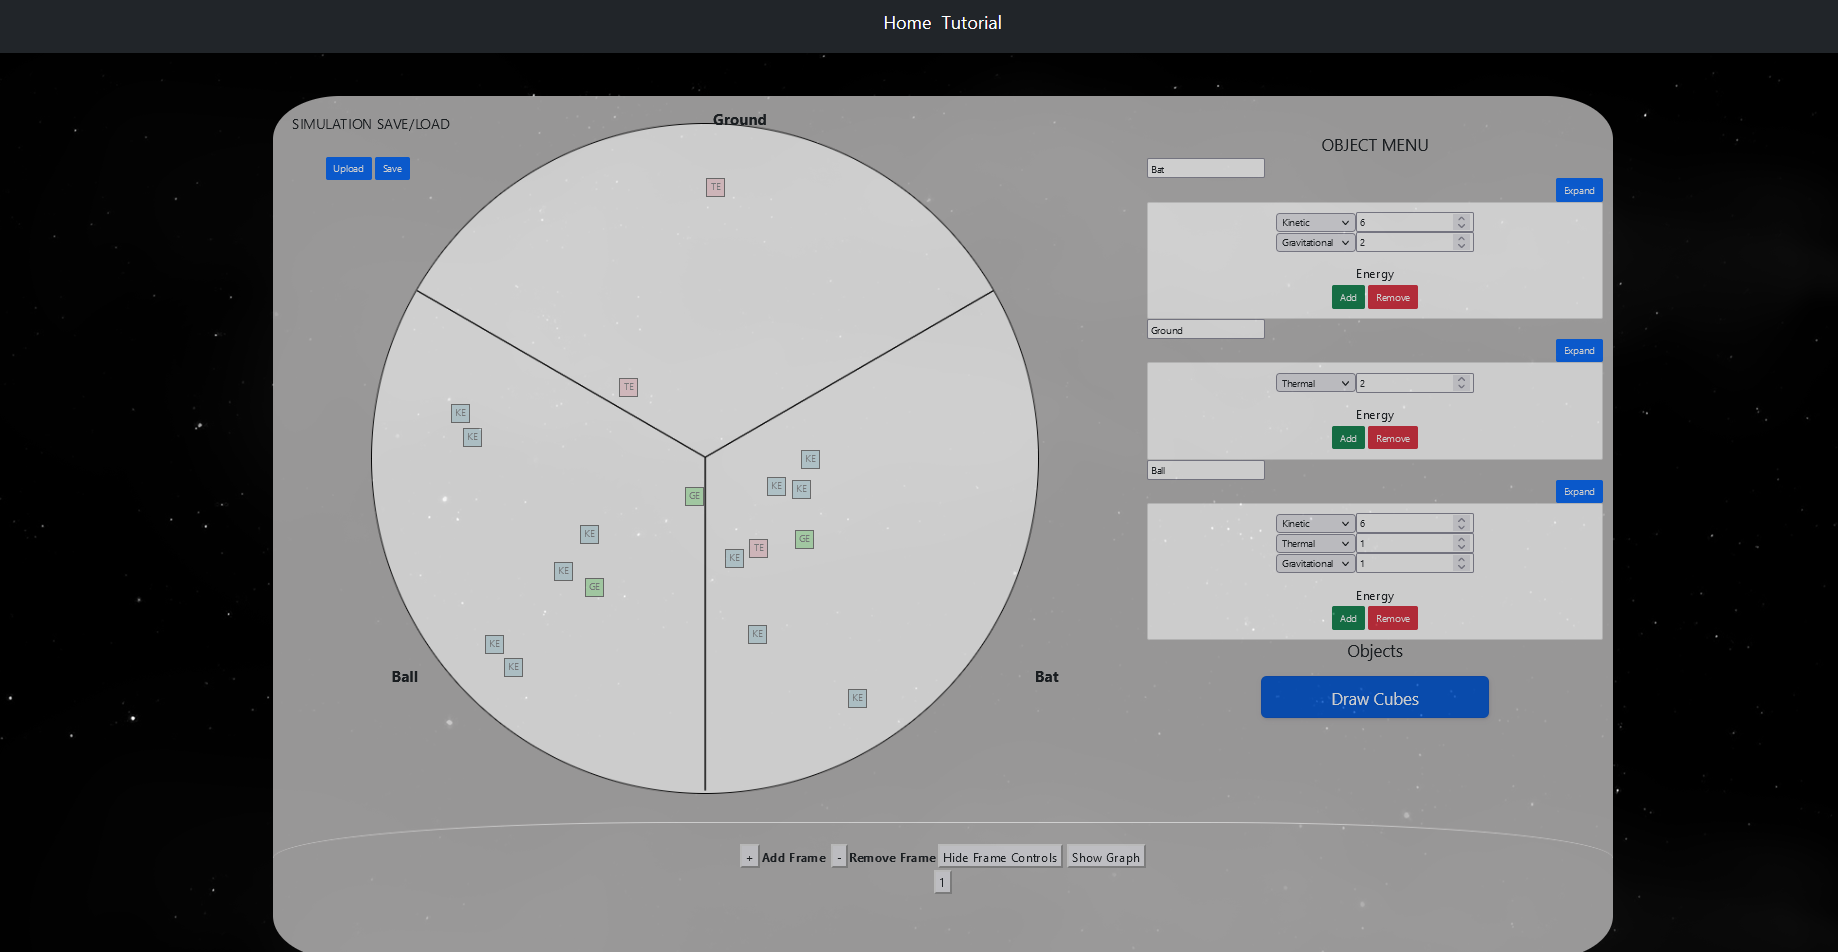 Home Tutorial
SIMULATION SAVE/LOAD
Upload Save
Ground
TE
TE
KE
KE
KE
GE
KE KE
KE
GE
TE
KE
KE
GE
KE
KE
KE
KE
Ball
Bat
OBJECT MENU
Bat
Expand
Kinetic 6
Gravitational 2
Energy
Add Remove
Ground
Expand
Thermal 2
Energy
Add Remove
Ball
Expand
Kinetic 6
Thermal 1
Gravitational 1
Energy
Add Remove
Objects
Draw Cubes
+ Add Frame - Remove Frame Hide Frame Controls Show Graph
1